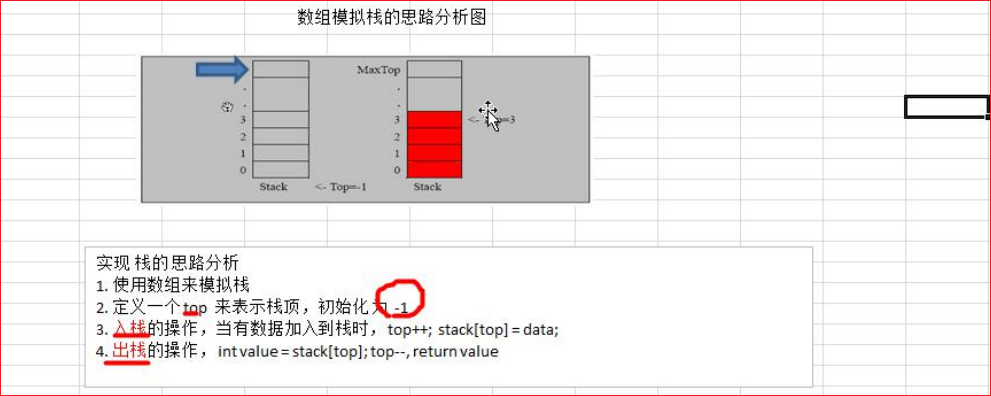 数组模拟栈的思路分析图
MaxTop
3
2
1
0
3
2
1
0
=3
Stack
<- Top=-1
Stack
实现 栈的思路分析
1. 使用数组来模拟栈
2. 定义一个 top 来表示栈顶，初始化 为 -1
3. 入栈的操作，当有数据加入到栈时，top++; stack[top] = data;
4. 出栈的操作，int value = stack[top]; top--, return value